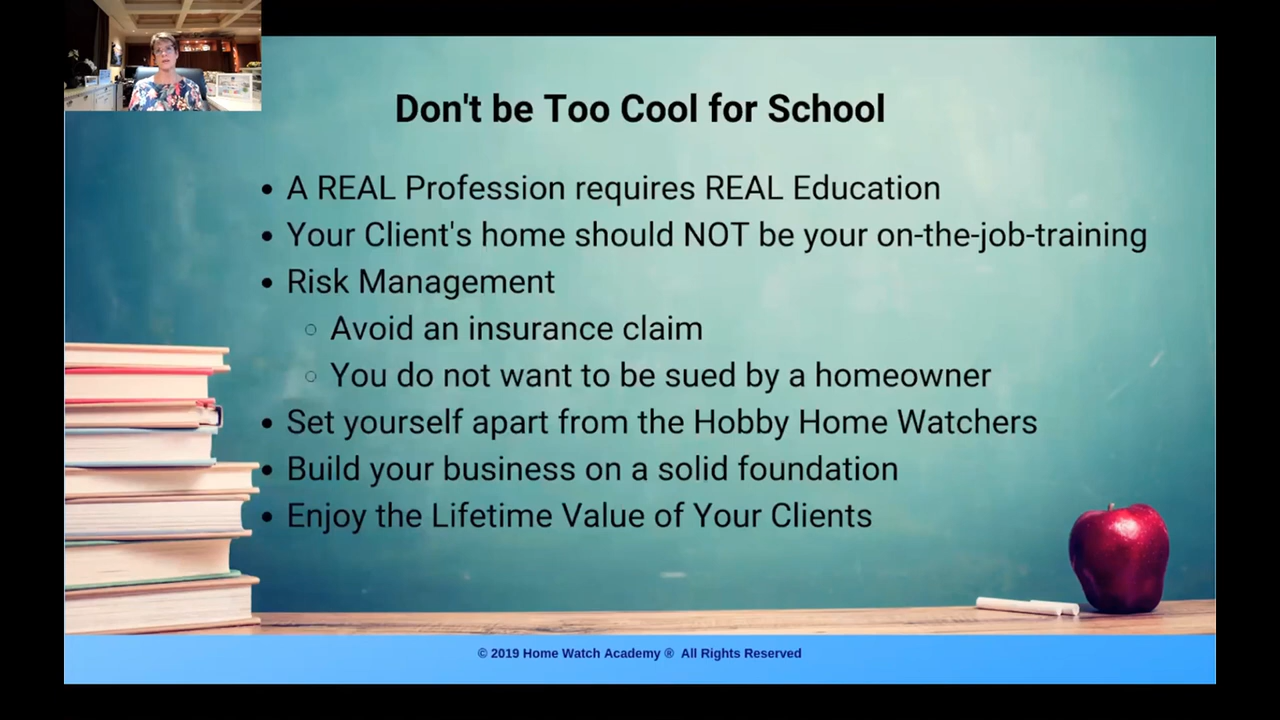 Don't be Too Cool for School
• A REAL Profession requires REAL Education
• Your Client's home should NOT be your on-the-job-training
• Risk Management
○ Avoid an insurance claim
○ You do not want to be sued by a homeowner
• Set yourself apart from the Hobby Home Watchers
• Build your business on a solid foundation
• Enjoy the Lifetime Value of Your Clients
© 2019 Home Watch Academy ® All Rights Reserved